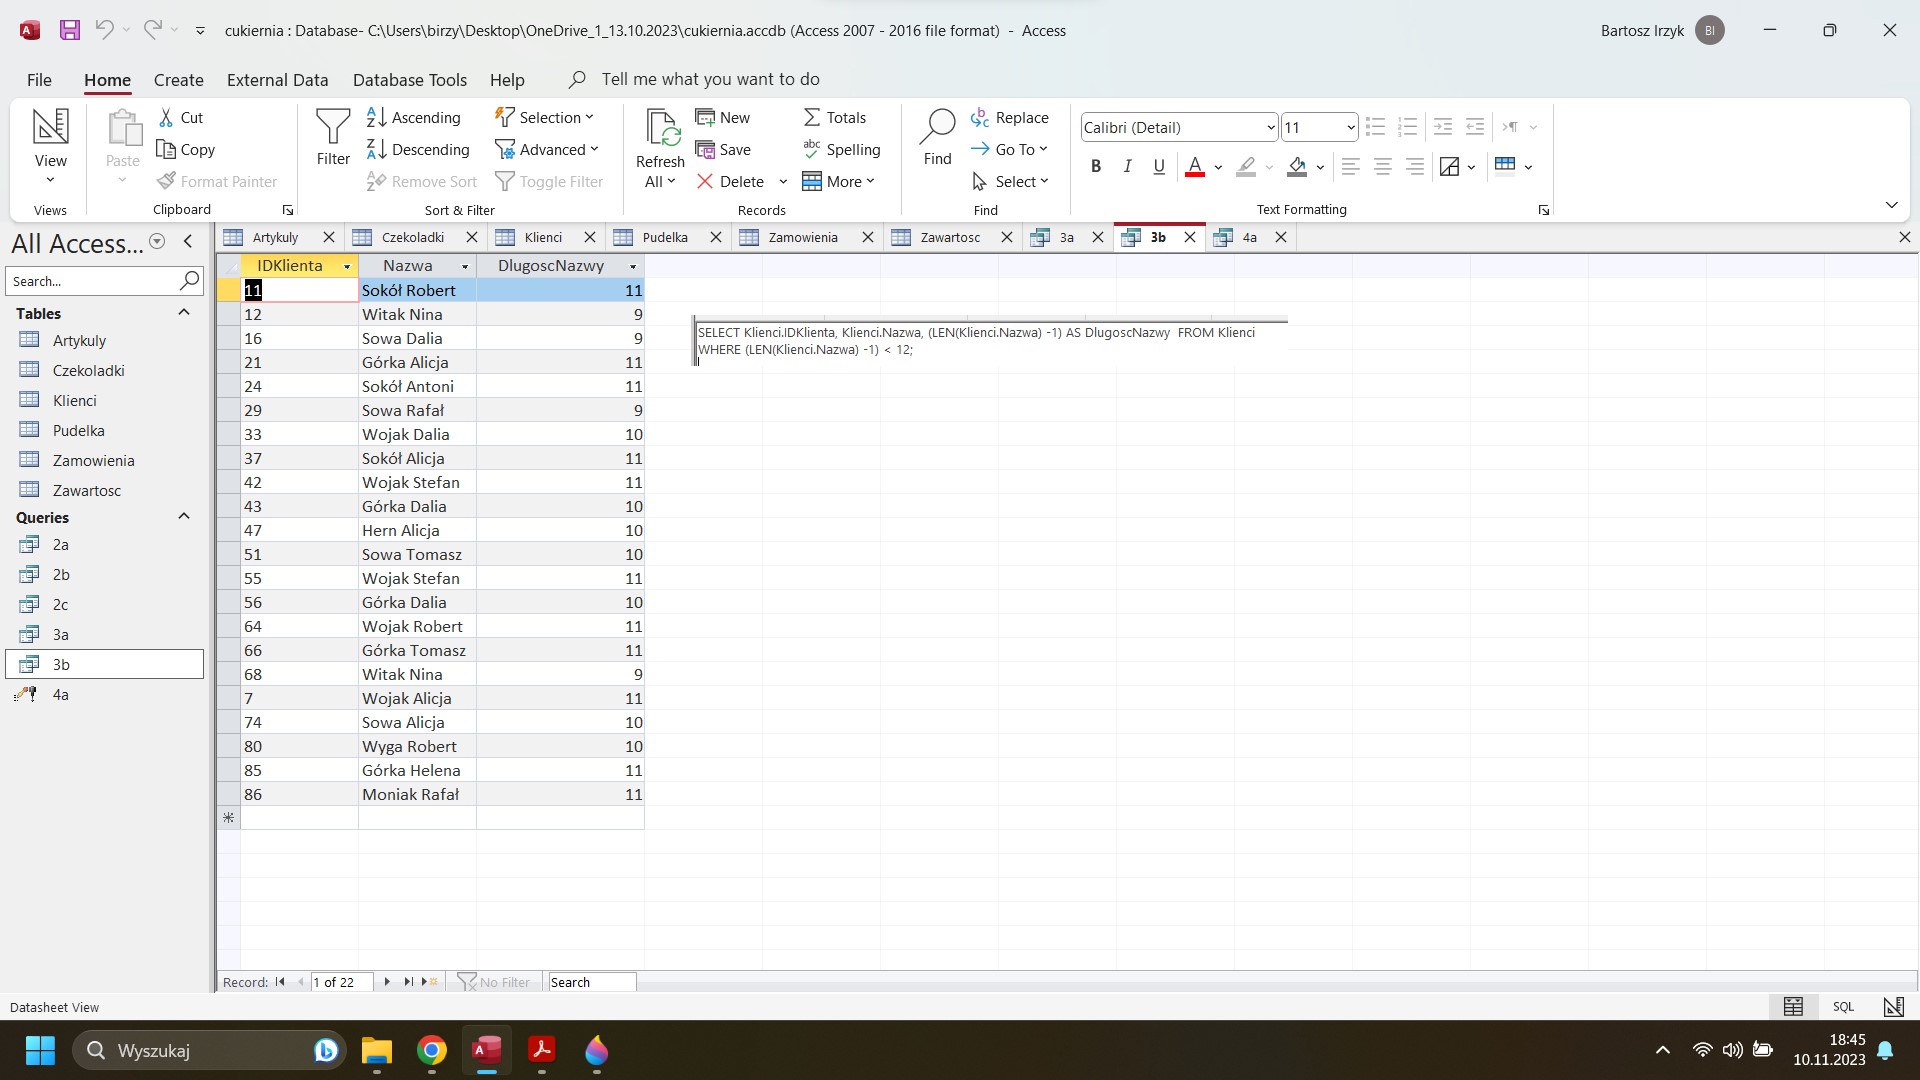 cukiernia : Database- C:\Users\birzy\Desktop\OneDrive_1_13.10.2023\cukiernia.accdb (Access 2007 - 2016 file format)  -  Access
Bartosz Irzyk BI
File Home Create External Data Database Tools Help Tell me what you want to do
View
Views
Paste
Cut
Copy
Format Painter
Clipboard
Filter
Ascending
Descending
Remove Sort
Selection
Advanced
Toggle Filter
Sort & Filter
Refresh
All
New
Save
Delete
Totals
Spelling
More
Records
Find
Replace
Go To
Select
Find
Calibri (Detail) 11
B I U A
Text Formatting
All Access...
Search...
Tables
Artykuly
Czekoladki
Klienci
Pudelka
Zamowienia
Zawartosc
Queries
2a
2b
2c
3a
3b
4a
Artykuly Czekoladki Klienci Pudelka Zamowienia Zawartosc 3a 3b 4a
IDKlienta Nazwa DlugoscNazwy
11 Sokół Robert 11
12 Witak Nina 9
16 Sowa Dalia 9
21 Górka Alicja 11
24 Sokół Antoni 11
29 Sowa Rafał 9
33 Wojak Dalia 10
37 Sokół Alicja 11
42 Wojak Stefan 11
43 Górka Dalia 10
47 Hern Alicja 10
51 Sowa Tomasz 10
55 Wojak Stefan 11
56 Górka Dalia 10
64 Wojak Robert 11
66 Górka Tomasz 11
68 Witak Nina 9
7 Wojak Alicja 11
74 Sowa Alicja 10
80 Wyga Robert 10
85 Górka Helena 11
86 Moniak Rafał 11
SELECT Klienci.IDKlienta, Klienci.Nazwa, (LEN(Klienci.Nazwa) -1) AS DlugoscNazwy  FROM Klienci
WHERE (LEN(Klienci.Nazwa) -1) < 12;
Record: 1 of 22 No Filter Search
Datasheet View
SQL
Wyszukaj
18:45
10.11.2023